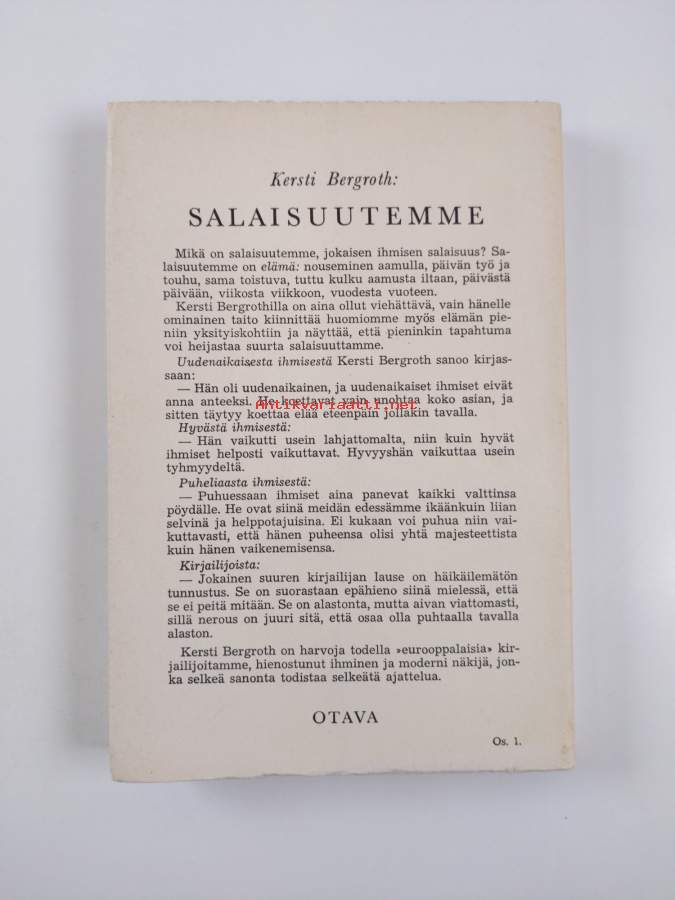 Kersti Bergroth:
SALAISUUTEMME
Mikä on salaisuutemme, jokaisen ihmisen salaisuus? Sa-
laisuutemme on elämä: nouseminen aamulla, päivän työ ja
touhu, sama toistuva, tuttu kulku aamusta iltaan, päivästä
päivään, viikosta viikkoon, vuodesta vuoteen.
Kersti Bergrothilla on aina ollut viehättävä, vain hänelle
ominainen taito kiinnittää huomiomme myös elämän pie-
niin yksityiskohtiin ja näyttää, että pieninkin tapahtuma
voi heijastaa suurta salaisuuttamme.
Uudenaikaisesta ihmisestä Kersti Bergroth sanoo kirjas-
saan:
— Hän oli uudenaikainen, ja uudenaikaiset ihmiset eivät
anna anteeksi. He koettavat vain unohtaa koko asian, ja
Antikvariaatti.net
sitten täytyy koettaa elää eteenpäin jollakin tavalla.
Hyvästä ihmisestä:
— Hän vaikutti usein lahjattomalta, niin kuin hyvät
ihmiset helposti vaikuttavat. Hyvyyshän vaikuttaa usein
tyhmyydeltä.
Puheliaasta ihmisestä:
— Puhuessaan ihmiset aina panevat kaikki valttinsa
pöydälle. He ovat siinä meidän edessämme ikäänkuin liian
selvinä ja helppotajuisina. Ei kukaan voi puhua niin vai-
kuttavasti, että hänen puheensa olisi yhtä majesteettista
kuin hänen vaikenemisensa.
Kirjailijoista:
— Jokainen suuren kirjailijan lause on häikäilemätön
tunnustus. Se on suorastaan epähieno siinä mielessä, että
se ei peitä mitään. Se on alastonta, mutta aivan viattomasti,
sillä nerous on juuri sitä, että osaa olla puhtaalla tavalla
alaston.
Kersti Bergroth on harvoja todella »eurooppalaisia» kir-
jailijoitamme, hienostunut ihminen ja moderni näkijä, jon-
ka selkeä sanonta todistaa selkeätä ajattelua.
OTAVA
Os. 1.